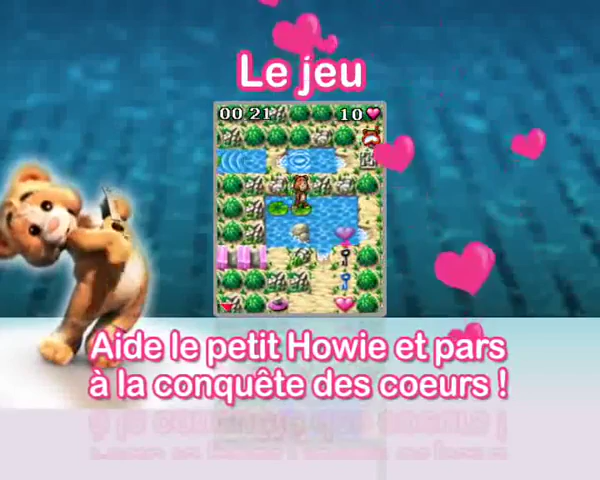 Le jeu
00 21 10
Aide le petit Howie et pars
à la conquête des coeurs !